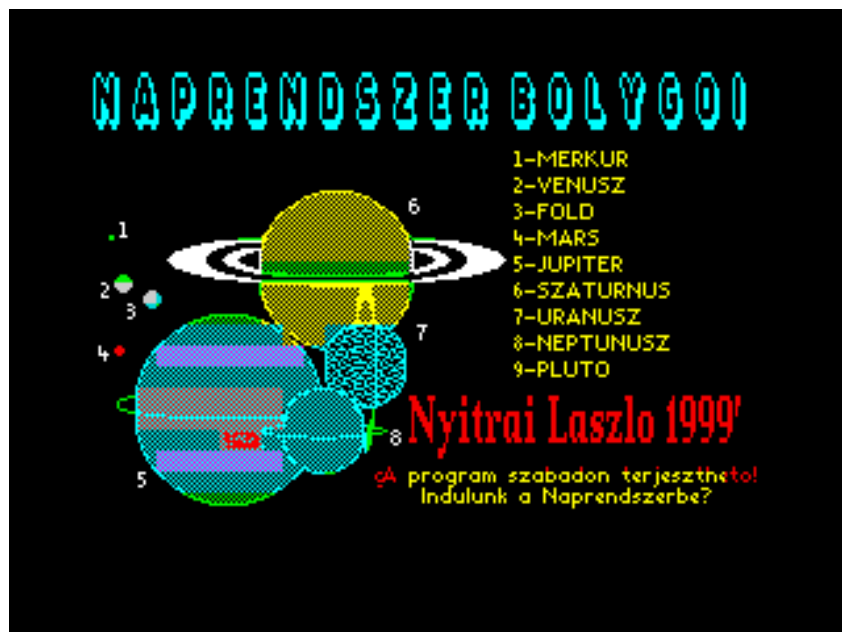 NAPRENDSZER BOLYGOI
1-MERKUR
2-VENUSZ
3-FOLD
4-MARS
5-JUPITER
6-SZATURNUS
7-URANUSZ
8-NEPTUNUSZ
9-PLUTO
6
1
2
3
7
4
8
5
Nyitrai Laszlo 1999'
çA program szabadon terjesztheto!
Indulunk a Naprendszerbe?